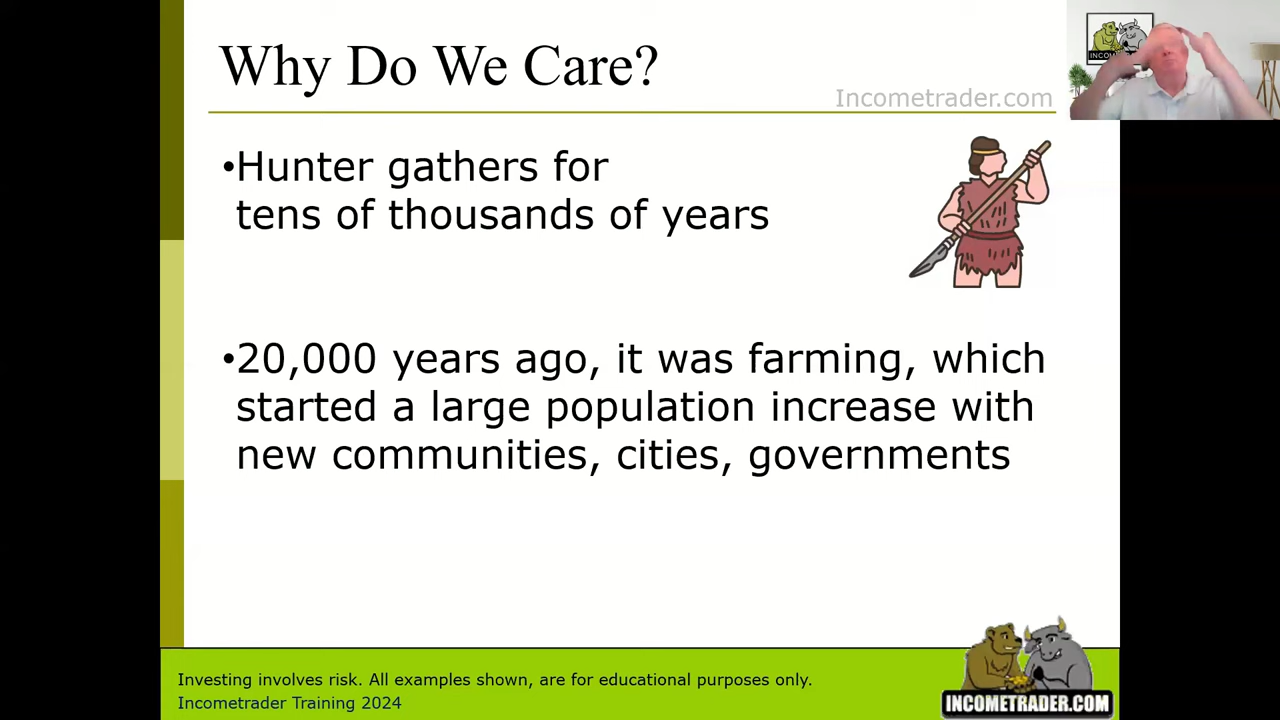 Why Do We Care?
Incometrader.com
•Hunter gathers for
tens of thousands of years
•20,000 years ago, it was farming, which
started a large population increase with
new communities, cities, governments
Investing involves risk. All examples shown, are for educational purposes only.
Incometrader Training 2024
INCOMETRADER.COM